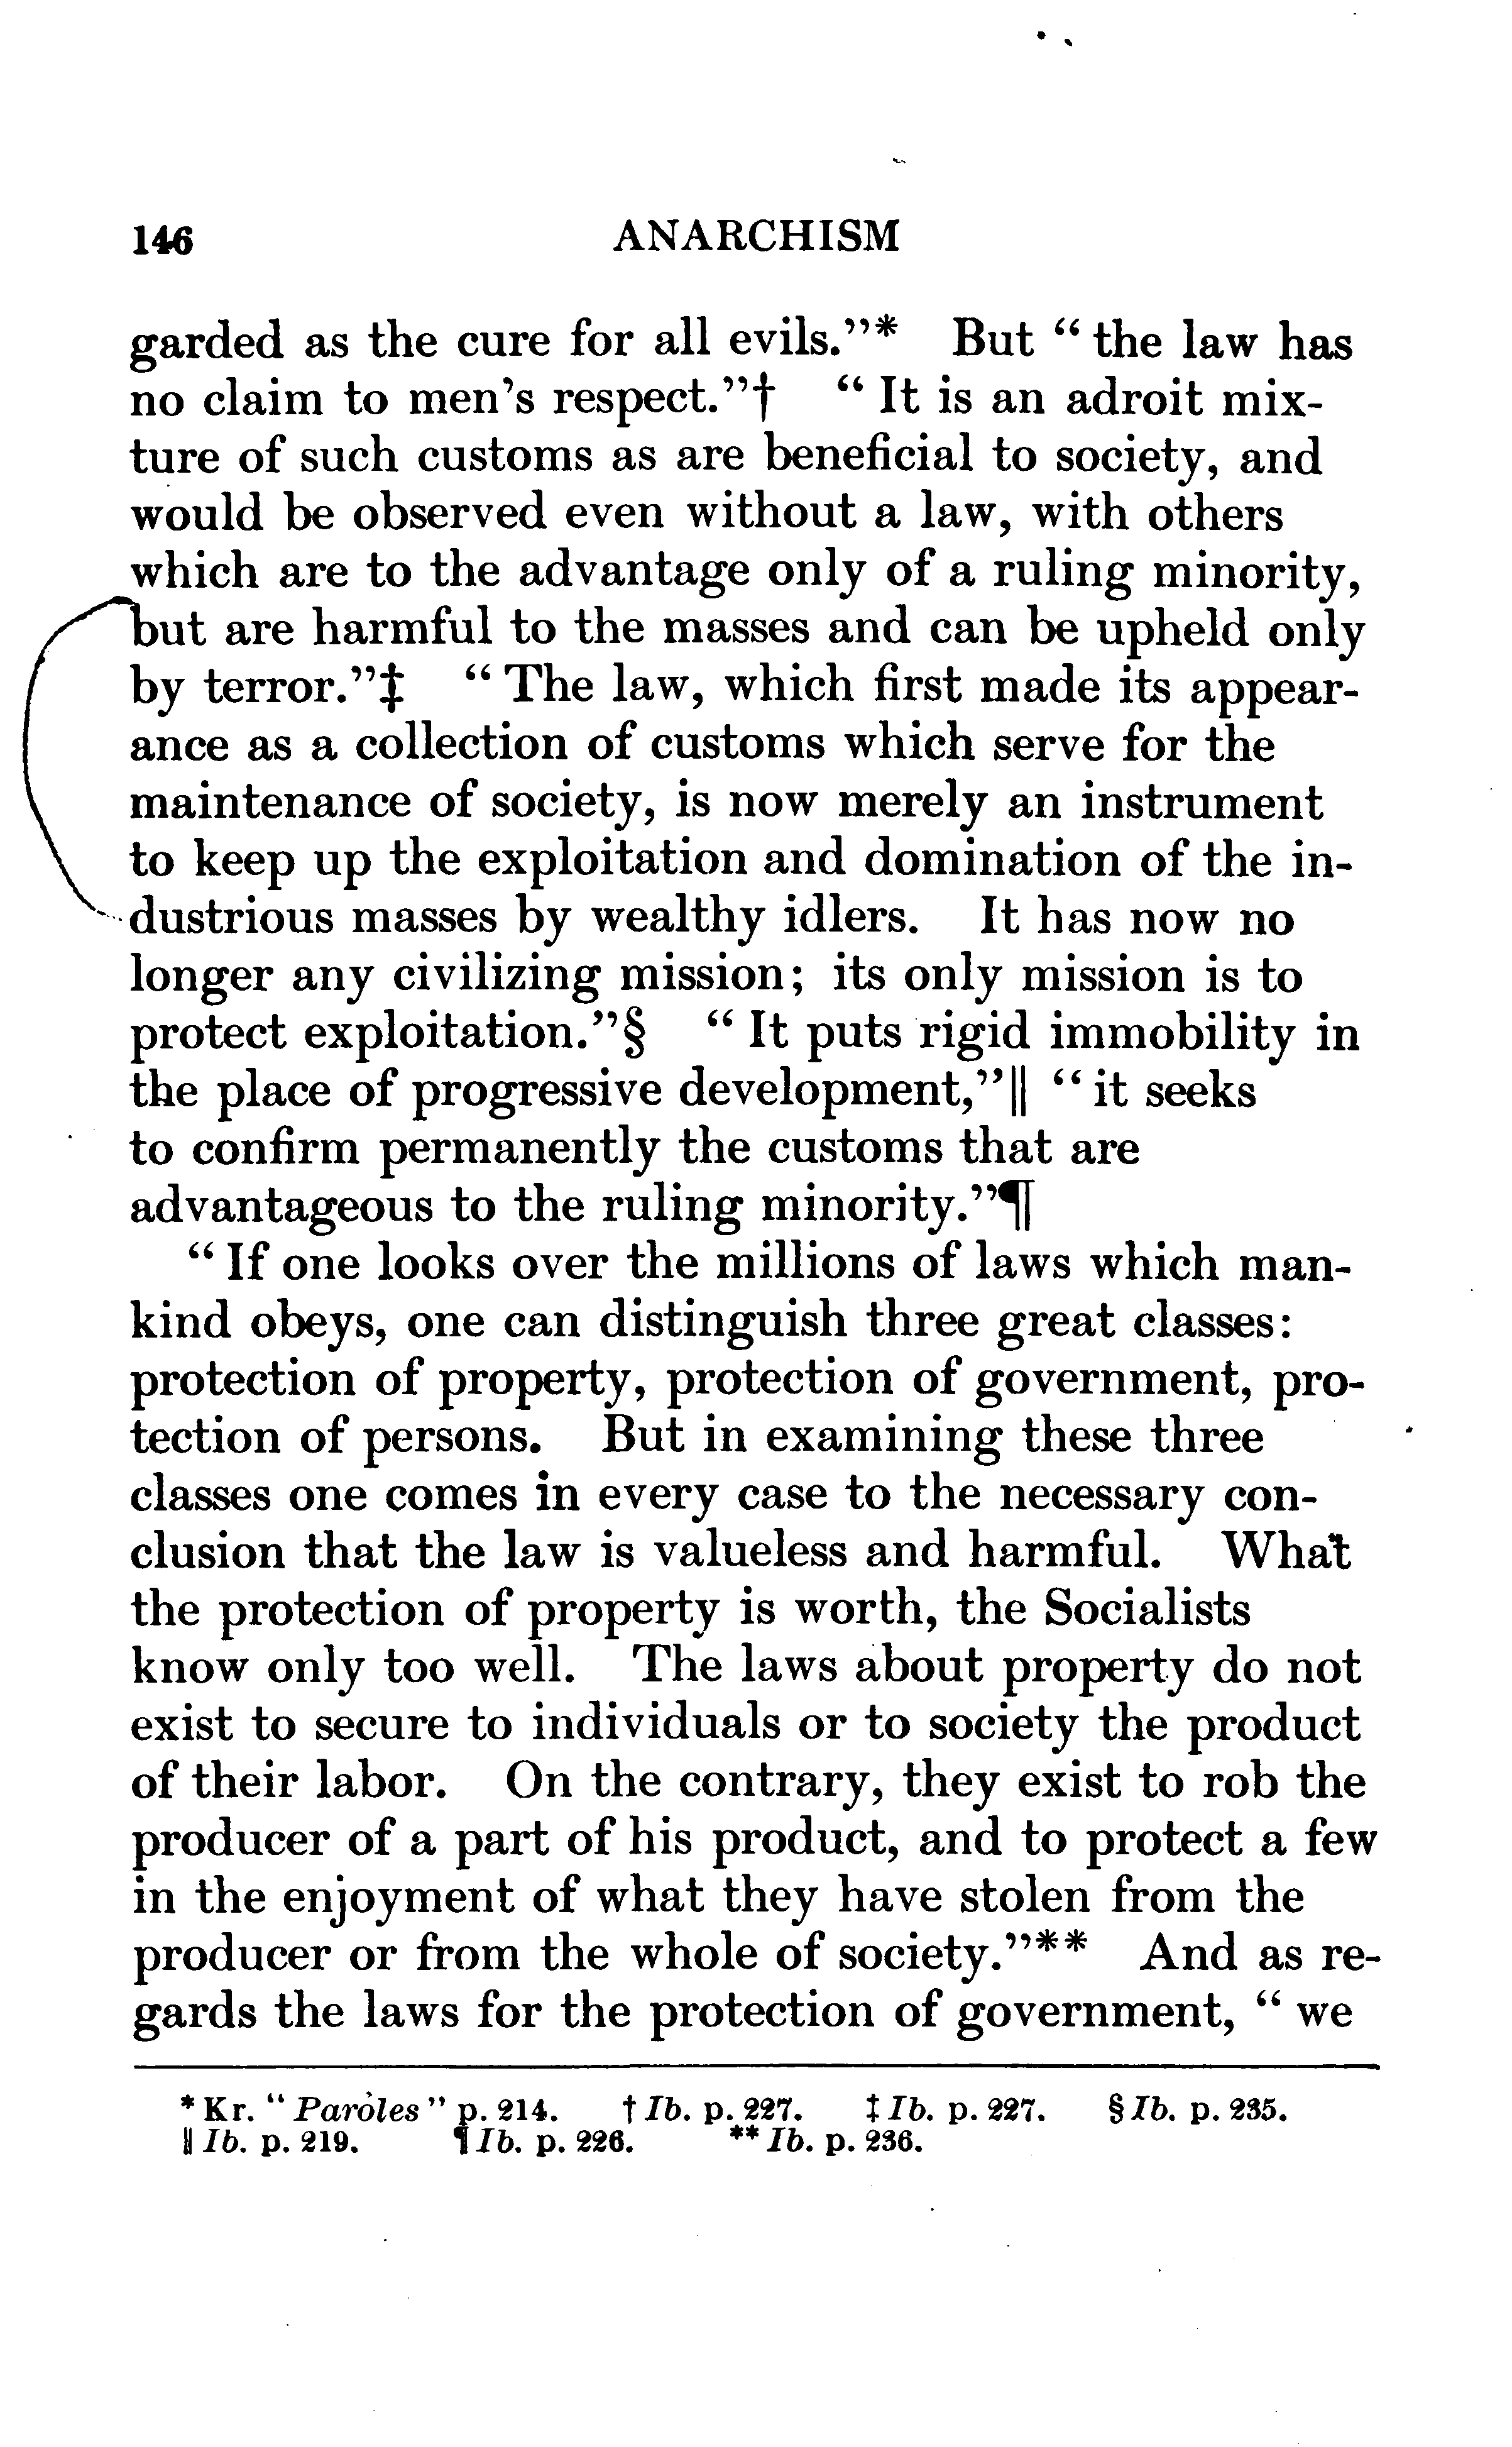 146 ANARCHISM
garded as the cure for all evils."* But " the law has
no claim to men's respect."† " It is an adroit mix-
ture of such customs as are beneficial to society, and
would be observed even without a law, with others
which are to the advantage only of a ruling minority,
but are harmful to the masses and can be upheld only
by terror."‡ " The law, which first made its appear-
ance as a collection of customs which serve for the
maintenance of society, is now merely an instrument
to keep up the exploitation and domination of the in-
dustrious masses by wealthy idlers. It has now no
longer any civilizing mission; its only mission is to
protect exploitation."§ " It puts rigid immobility in
the place of progressive development,"‖ " it seeks
to confirm permanently the customs that are
advantageous to the ruling minority."¶
" If one looks over the millions of laws which man-
kind obeys, one can distinguish three great classes:
protection of property, protection of government, pro-
tection of persons. But in examining these three
classes one comes in every case to the necessary con-
clusion that the law is valueless and harmful. What
the protection of property is worth, the Socialists
know only too well. The laws about property do not
exist to secure to individuals or to society the product
of their labor. On the contrary, they exist to rob the
producer of a part of his product, and to protect a few
in the enjoyment of what they have stolen from the
producer or from the whole of society."** And as re-
gards the laws for the protection of government, " we
* Kr. " Paroles " p. 214. † Ib. p. 227. ‡ Ib. p. 227. § Ib. p. 235.
‖ Ib. p. 219. ¶ Ib. p. 226. ** Ib. p. 236.